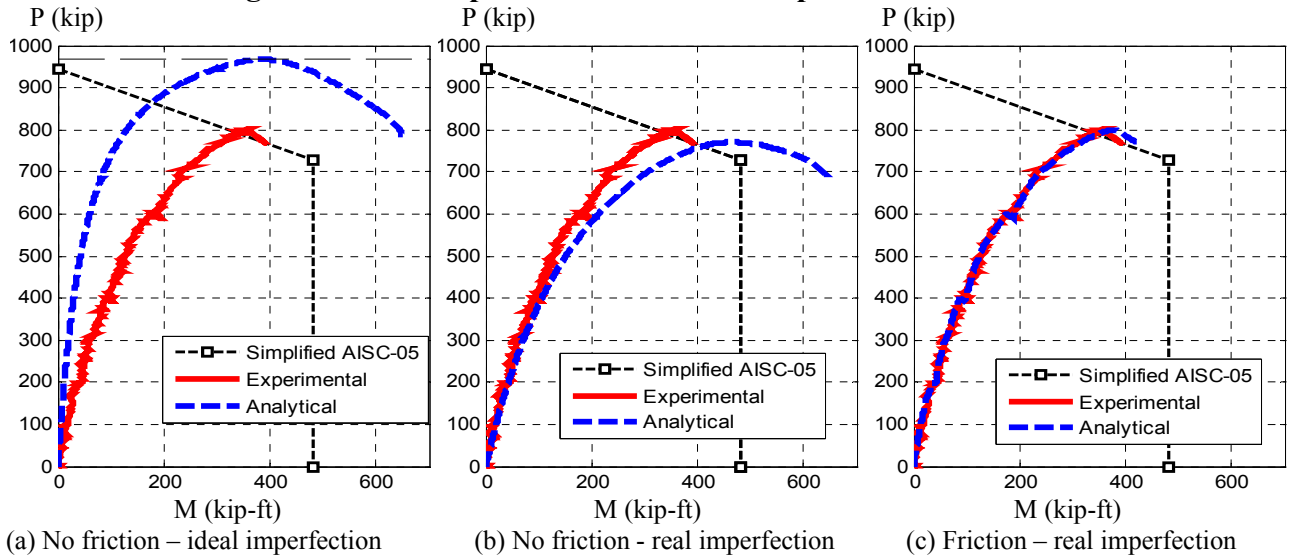 P (kip) P (kip) P (kip)
1000 1000 1000
900 900 900
800 800 800
700 700 700
600 600 600
500 500 500
400 400 400
300 300 300
200 200 200
100 100 100
0 0 0
Simplified AISC-05
Experimental
Analytical
Simplified AISC-05
Experimental
Analytical
Simplified AISC-05
Experimental
Analytical
0 200 400 600 0 200 400 600 0 200 400 600
M (kip-ft) M (kip-ft) M (kip-ft)
(a) No friction – ideal imperfection (b) No friction - real imperfection (c) Friction – real imperfection